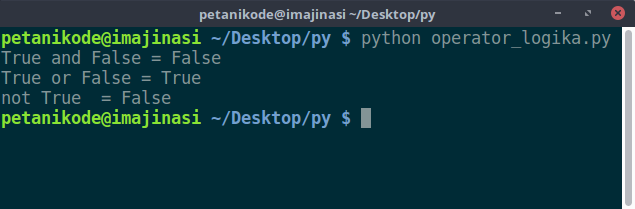 petanikode@imajinasi ~/Desktop/py
petanikode@imajinasi ~/Desktop/py $ python operator_logika.py
True and False = False
True or False = True
not True  = False
petanikode@imajinasi ~/Desktop/py $